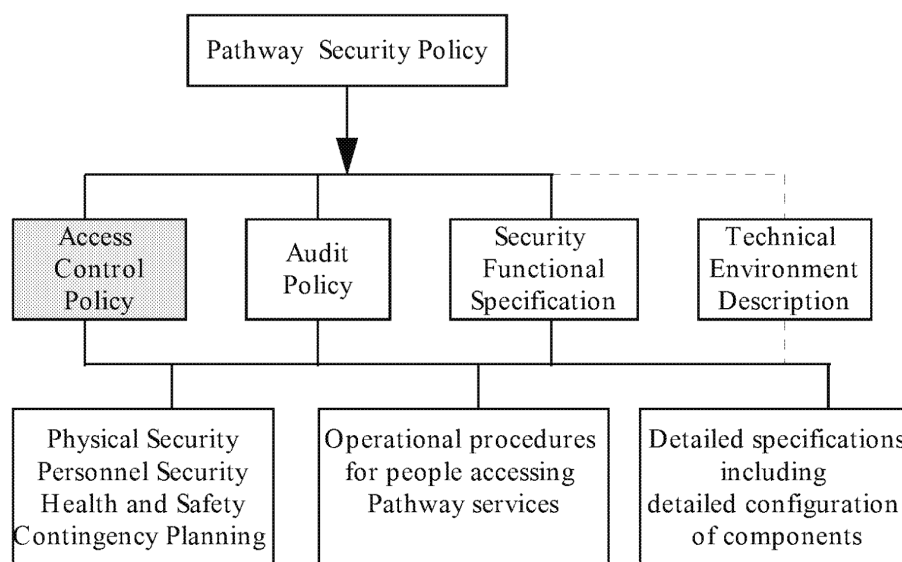 Pathway Security Policy
Access
Control
Policy
Audit
Policy
Security
Functional
Specification
Technical
Environment
Description
Physical Security
Personnel Security
Health and Safety
Contingency Planning
Operational procedures
for people accessing
Pathway services
Detailed specifications
including
detailed configuration
of components